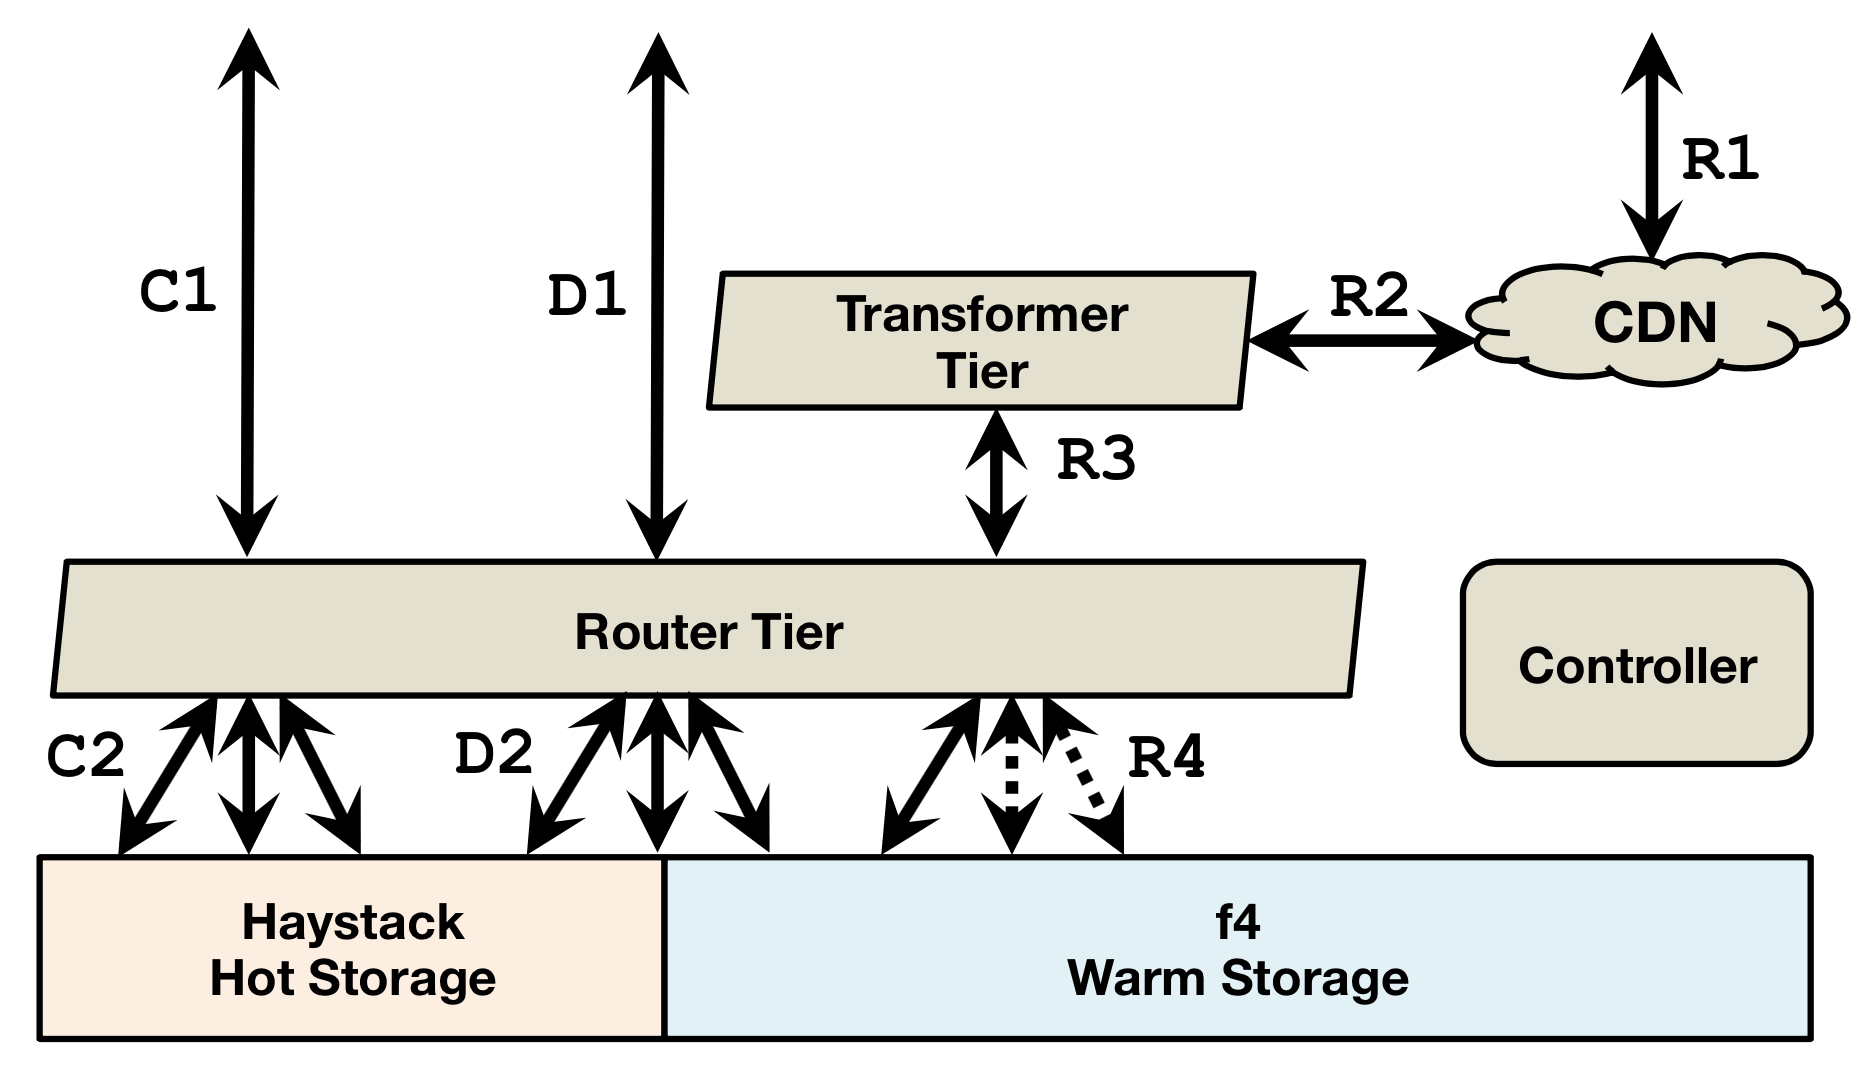 R1
C1
D1
Transformer
Tier
R2
CDN
R3
Router Tier
Controller
C2
D2
R4
Haystack
Hot Storage
f4
Warm Storage